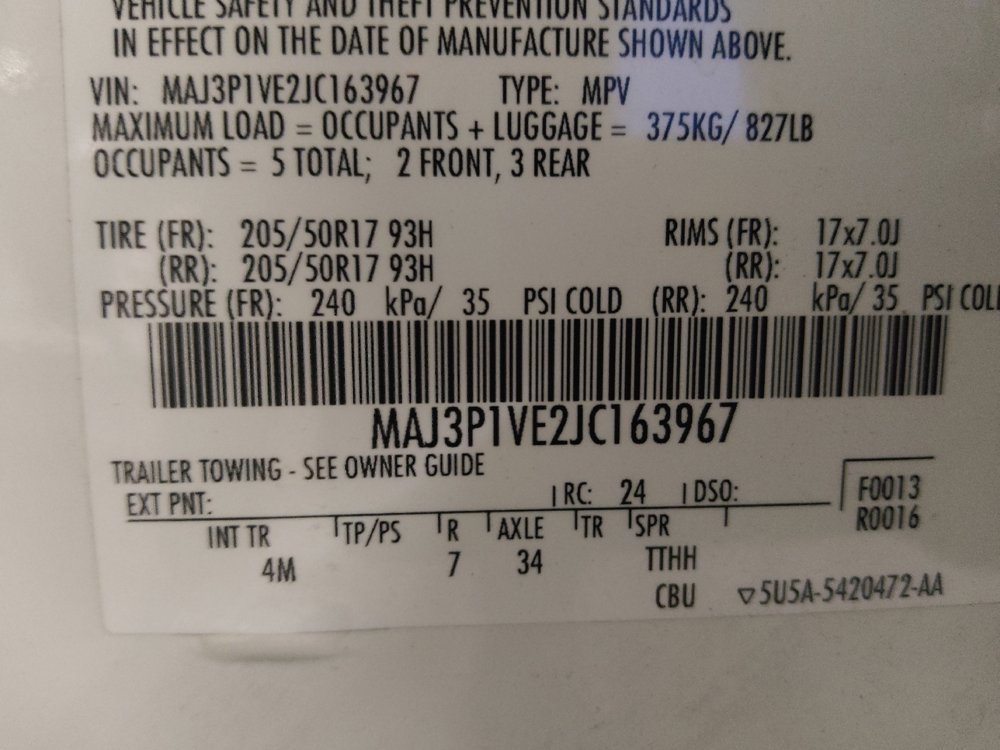 VEHICLE SAFETY AND THEFT PREVENTION STANDARDS
IN EFFECT ON THE DATE OF MANUFACTURE SHOWN ABOVE.
VIN: MAJ3P1VE2JC163967 TYPE: MPV
MAXIMUM LOAD = OCCUPANTS + LUGGAGE = 375KG/ 827LB
OCCUPANTS = 5 TOTAL; 2 FRONT, 3 REAR
TIRE (FR): 205/50R17 93H RIMS (FR): 17x7.0J
(RR): 205/50R17 93H (RR): 17x7.0J
PRESSURE (FR): 240 kPa/ 35 PSI COLD (RR): 240 kPa/ 35 PSI COL
MAJ3P1VE2JC163967
TRAILER TOWING - SEE OWNER GUIDE
EXT PNT: RC: 24 DSO: F0013
INT TR TP/PS R AXLE TR SPR R0016
4M 7 34 TTHH
CBU ▽5U5A-5420472-AA